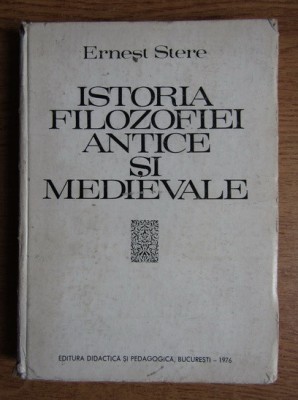 Ernest Stere
ISTORIA
FILOZOFIEI
ANTICE
ȘI
MEDIEVALE
EDITURA DIDACTICĂ ȘI PEDAGOGICĂ, BUCUREȘTI – 1976